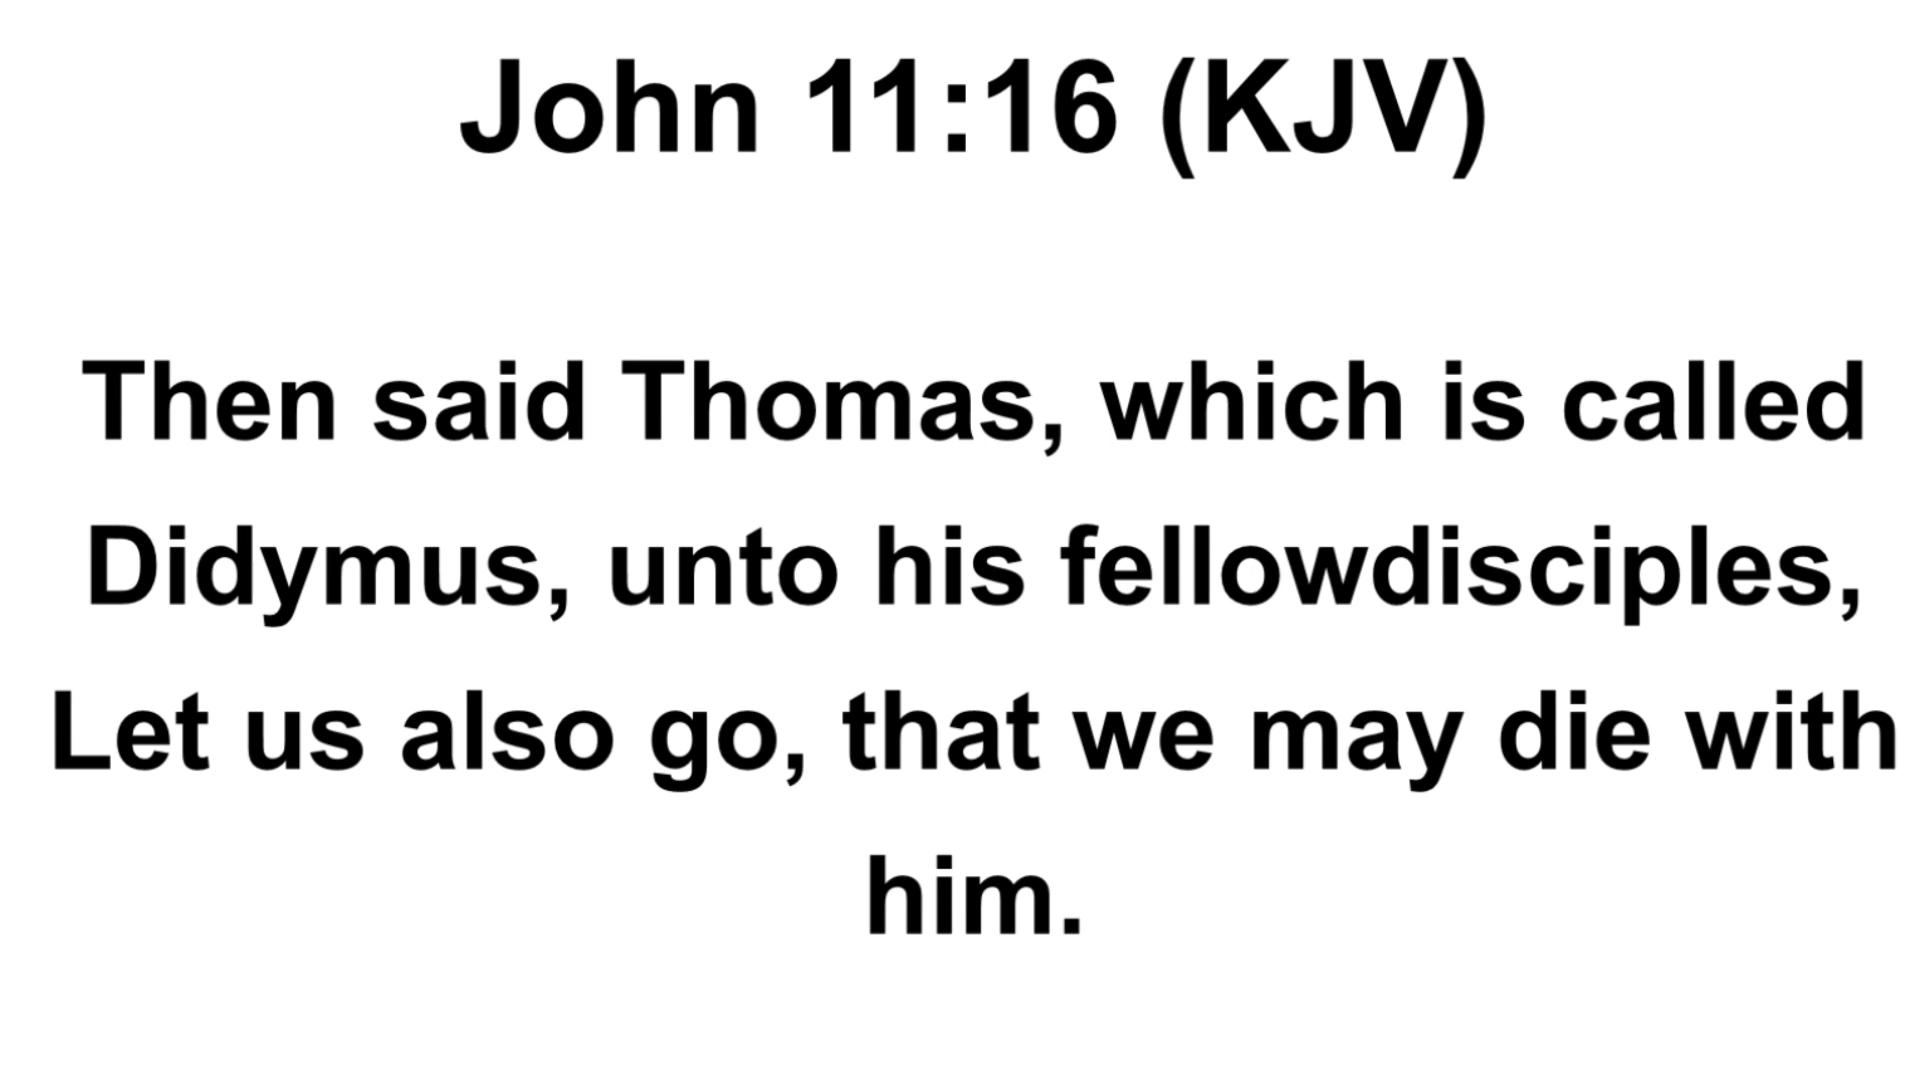 John 11:16 (KJV)
Then said Thomas, which is called
Didymus, unto his fellowdisciples,
Let us also go, that we may die with
him.